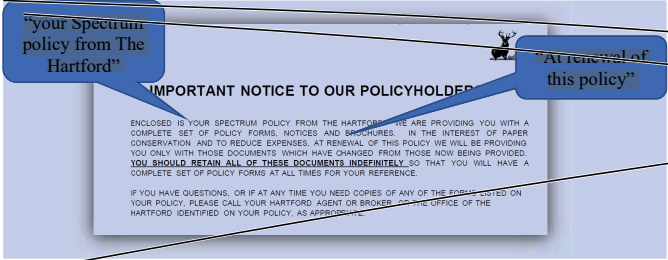 “your Spectrum
policy from The
Hartford”
“At renewal of
this policy”
IMPORTANT NOTICE TO OUR POLICYHOLDER
ENCLOSED IS YOUR SPECTRUM POLICY FROM THE HARTFORD. WE ARE PROVIDING YOU WITH A
COMPLETE SET OF POLICY FORMS, NOTICES AND BROCHURES. IN THE INTEREST OF PAPER
CONSERVATION AND TO REDUCE EXPENSES, AT RENEWAL OF THIS POLICY WE WILL BE PROVIDING
YOU ONLY WITH THOSE DOCUMENTS WHICH HAVE CHANGED FROM THOSE NOW BEING PROVIDED.
YOU SHOULD RETAIN ALL OF THESE DOCUMENTS INDEFINITELY SO THAT YOU WILL HAVE A
COMPLETE SET OF POLICY FORMS AT ALL TIMES FOR YOUR REFERENCE.
IF YOU HAVE QUESTIONS, OR IF AT ANY TIME YOU NEED COPIES OF ANY OF THE FORMS LISTED ON
YOUR POLICY, PLEASE CALL YOUR HARTFORD AGENT OR BROKER, OR THE OFFICE OF THE
HARTFORD IDENTIFIED ON YOUR POLICY, AS APPROPRIATE.